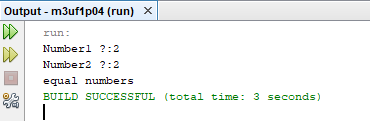 Output - m3uf1p04 (run) ×
run:
Number1 ?:2
Number2 ?:2
equal numbers
BUILD SUCCESSFUL (total time: 3 seconds)